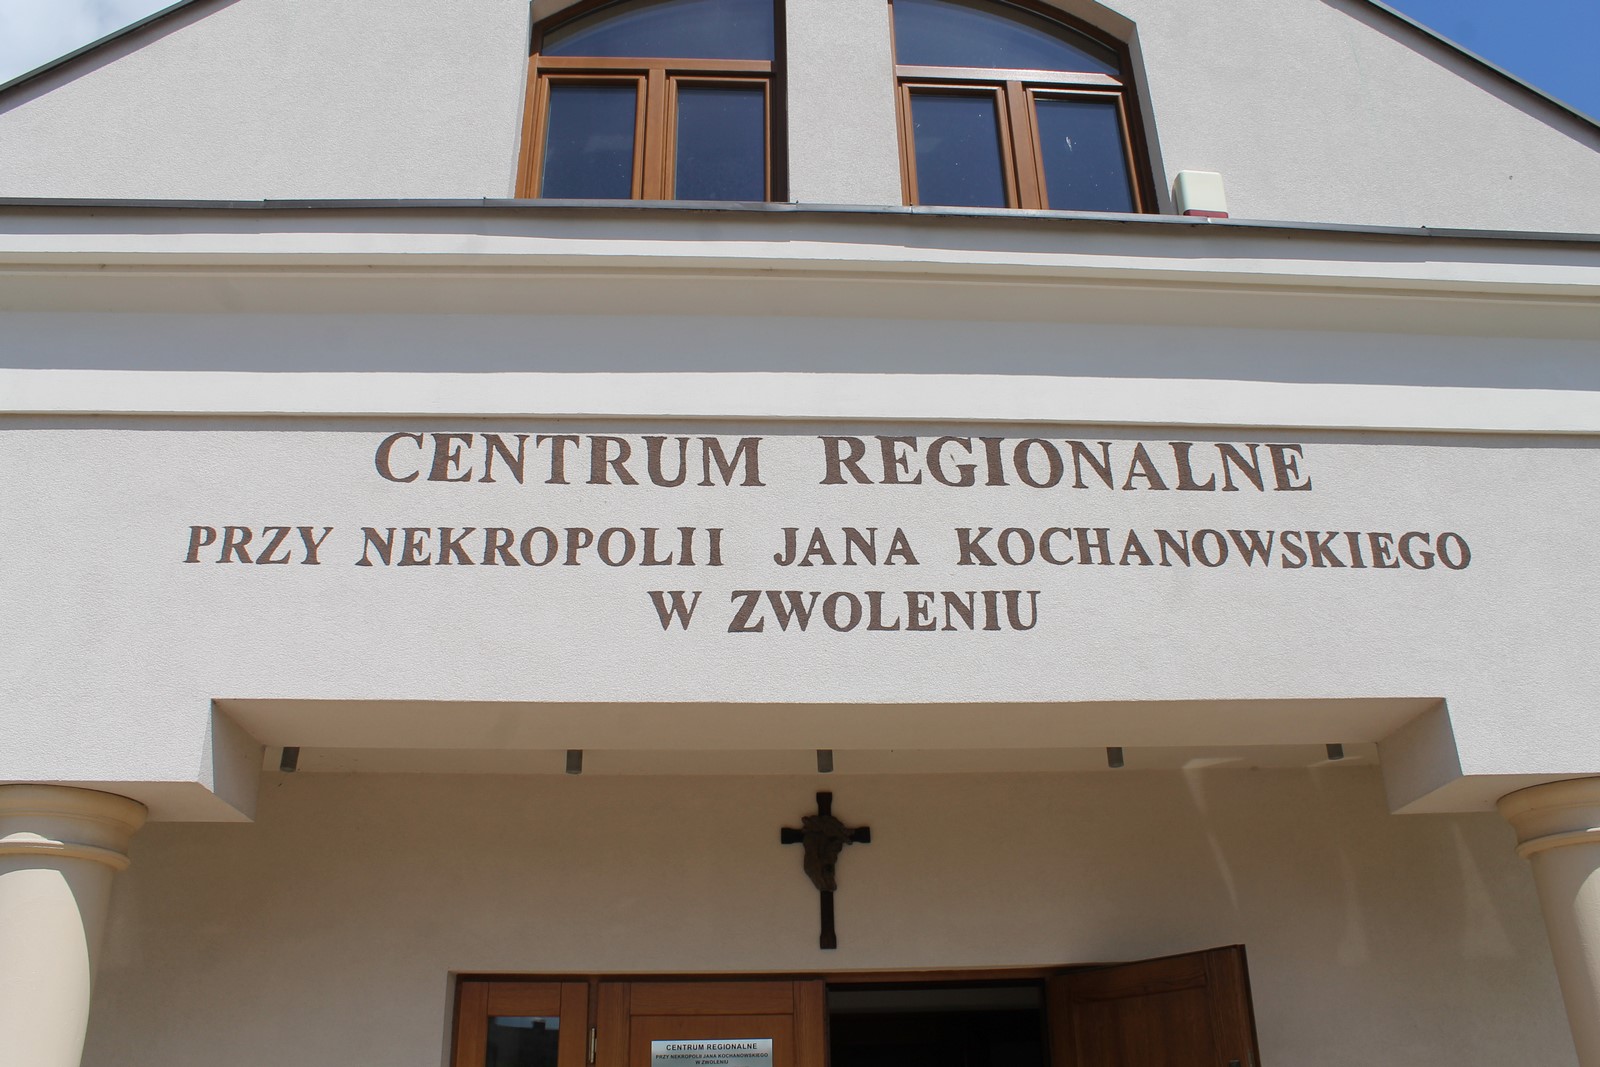 CENTRUM REGIONALNE
PRZY NEKROPOLII JANA KOCHANOWSKIEGO
W ZWOLENIU
CENTRUM REGIONALNE
PRZY NEKROPOLII JANA KOCHANOWSKIEGO
W ZWOLENIU